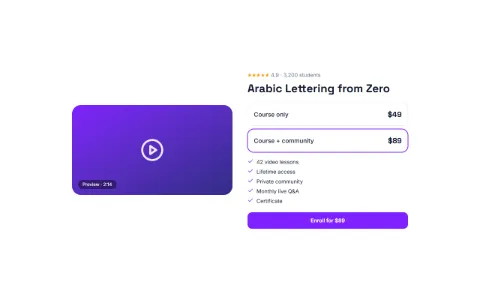 ★★★★★ 4.9 · 3,200 students
Arabic Lettering from Zero
Course only $49
Course + community $89
42 video lessons
Lifetime access
Private community
Monthly live Q&A
Certificate
Enroll for $89
Preview · 2:14